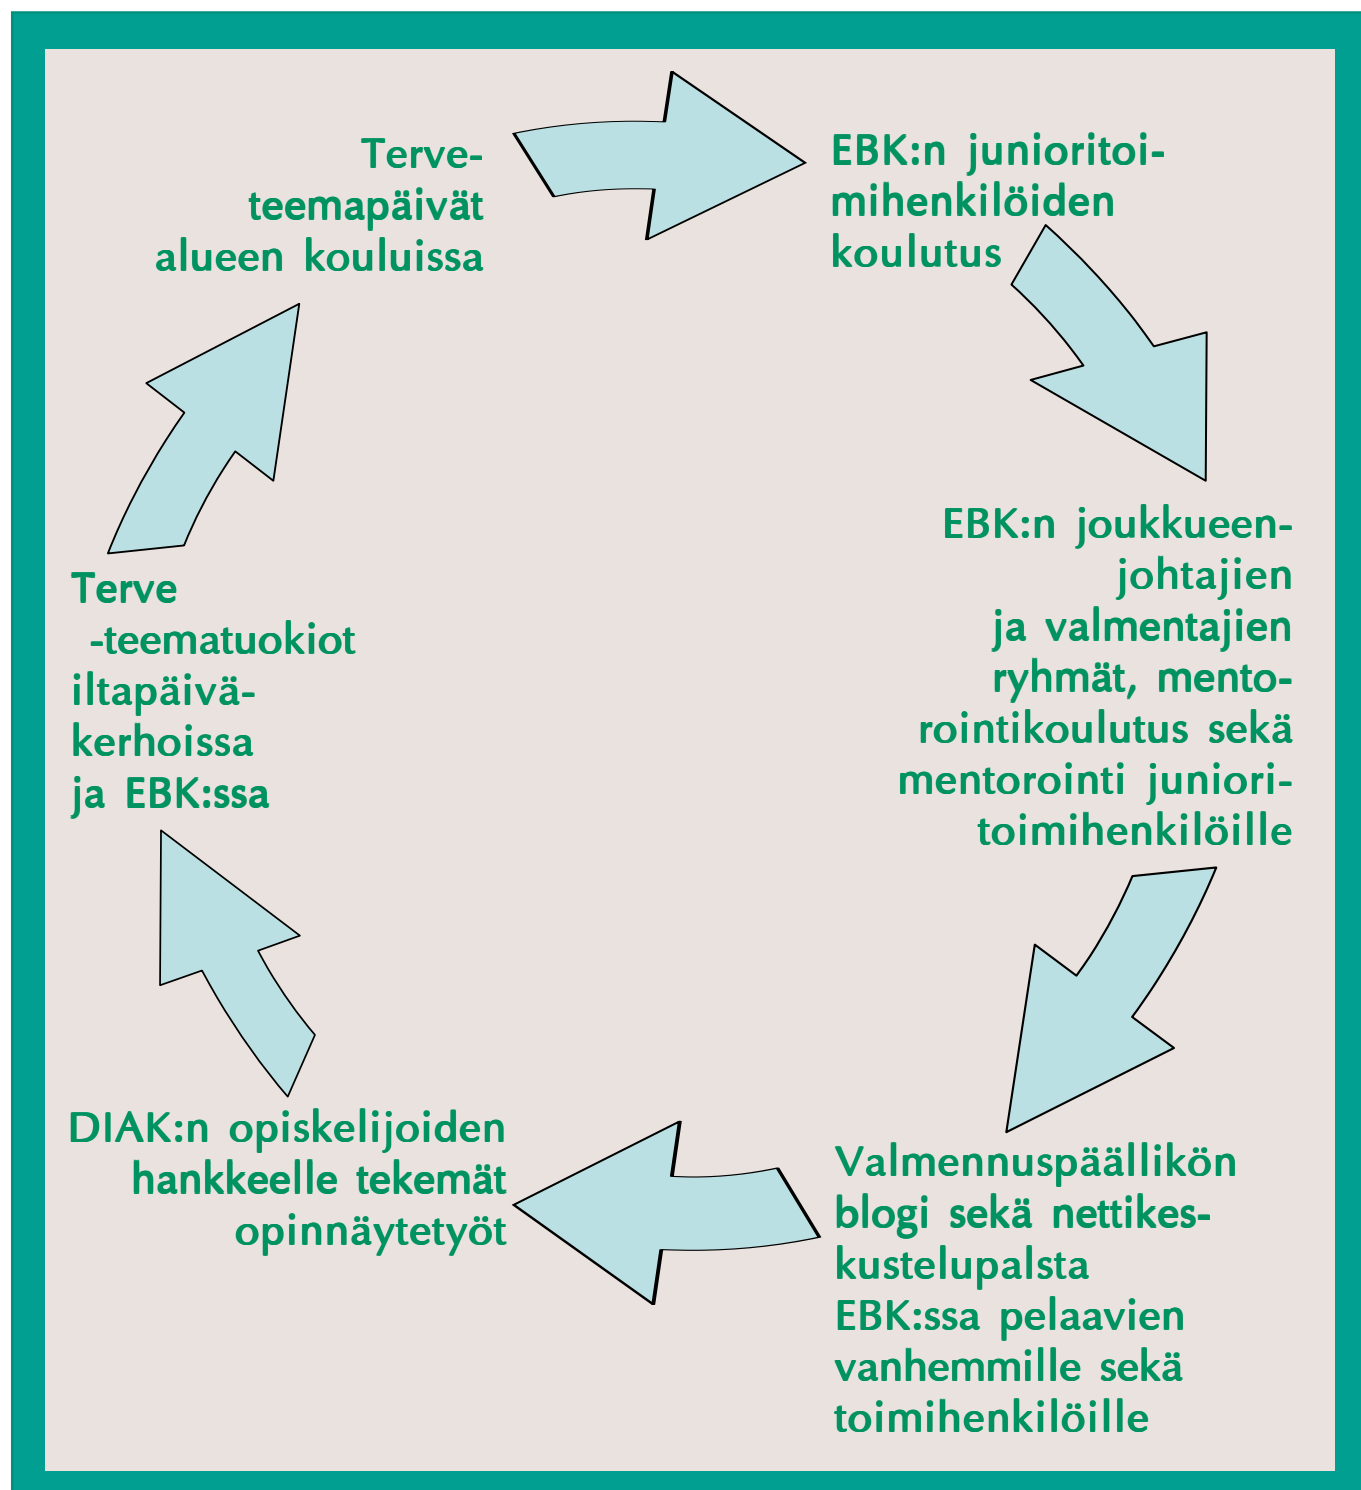 Terve-
teemapäivät
alueen kouluissa
EBK:n junioritoi-
mihenkilöiden
koulutus
EBK:n joukkueen-
johtajien
ja valmentajien
ryhmät, mento-
rointikoulutus sekä
mentorointi juniori-
toimihenkilöille
Valmennuspäällikön
blogi sekä nettikes-
kustelupalsta
EBK:ssa pelaavien
vanhemmille sekä
toimihenkilöille
DIAK:n opiskelijoiden
hankkeelle tekemät
opinnäytetyöt
Terve
-teematuokiot
iltapäivä-
kerhoissa
ja EBK:ssa